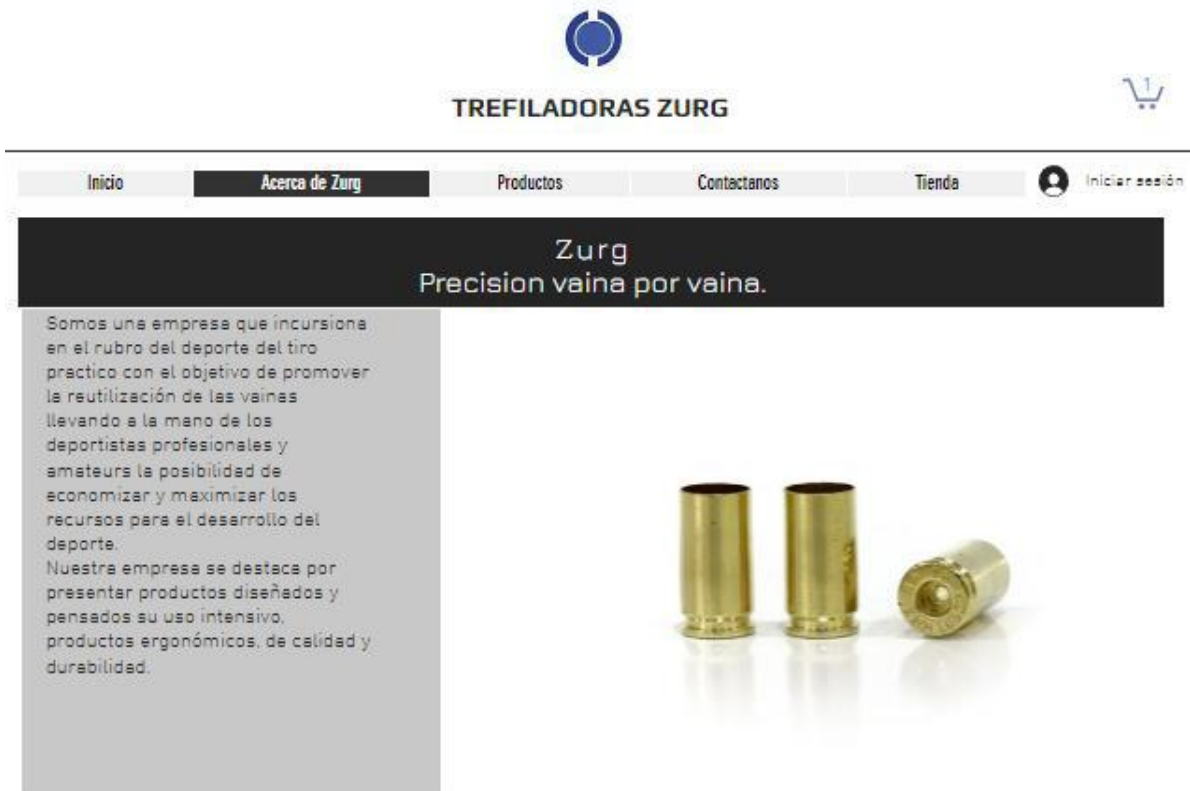 TREFILADORAS ZURG
1
Inicio
Acerca de Zurg
Productos
Contactanos
Tienda
Iniciar sesión
Zurg
Precision vaina por vaina.
Somos una empresa que incursiona
en el rubro del deporte del tiro
practico con el objetivo de promover
la reutilización de las vainas
llevando a la mano de los
deportistas profesionales y
amateurs la posibilidad de
economizar y maximizar los
recursos para el desarrollo del
deporte.
Nuestra empresa se destaca por
presentar productos diseñados y
pensados su uso intensivo,
productos ergonómicos, de calidad y
durabilidad.